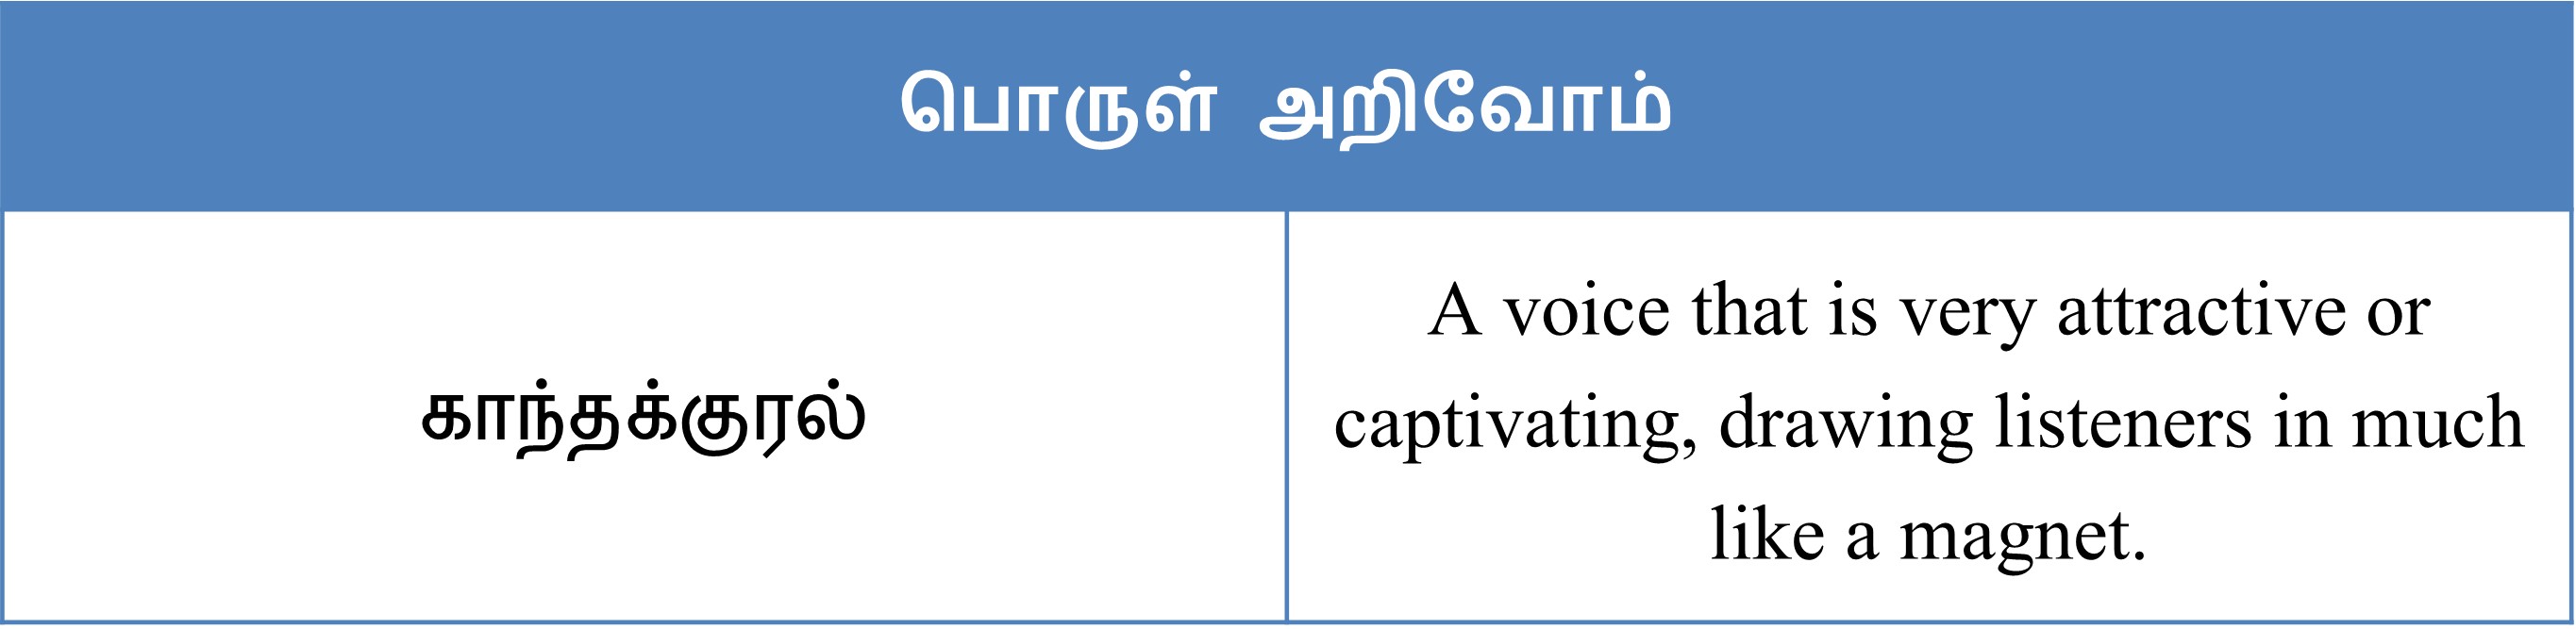 பொருள் அறிவோம்
காந்தக்குரல்
A voice that is very attractive or
captivating, drawing listeners in much
like a magnet.